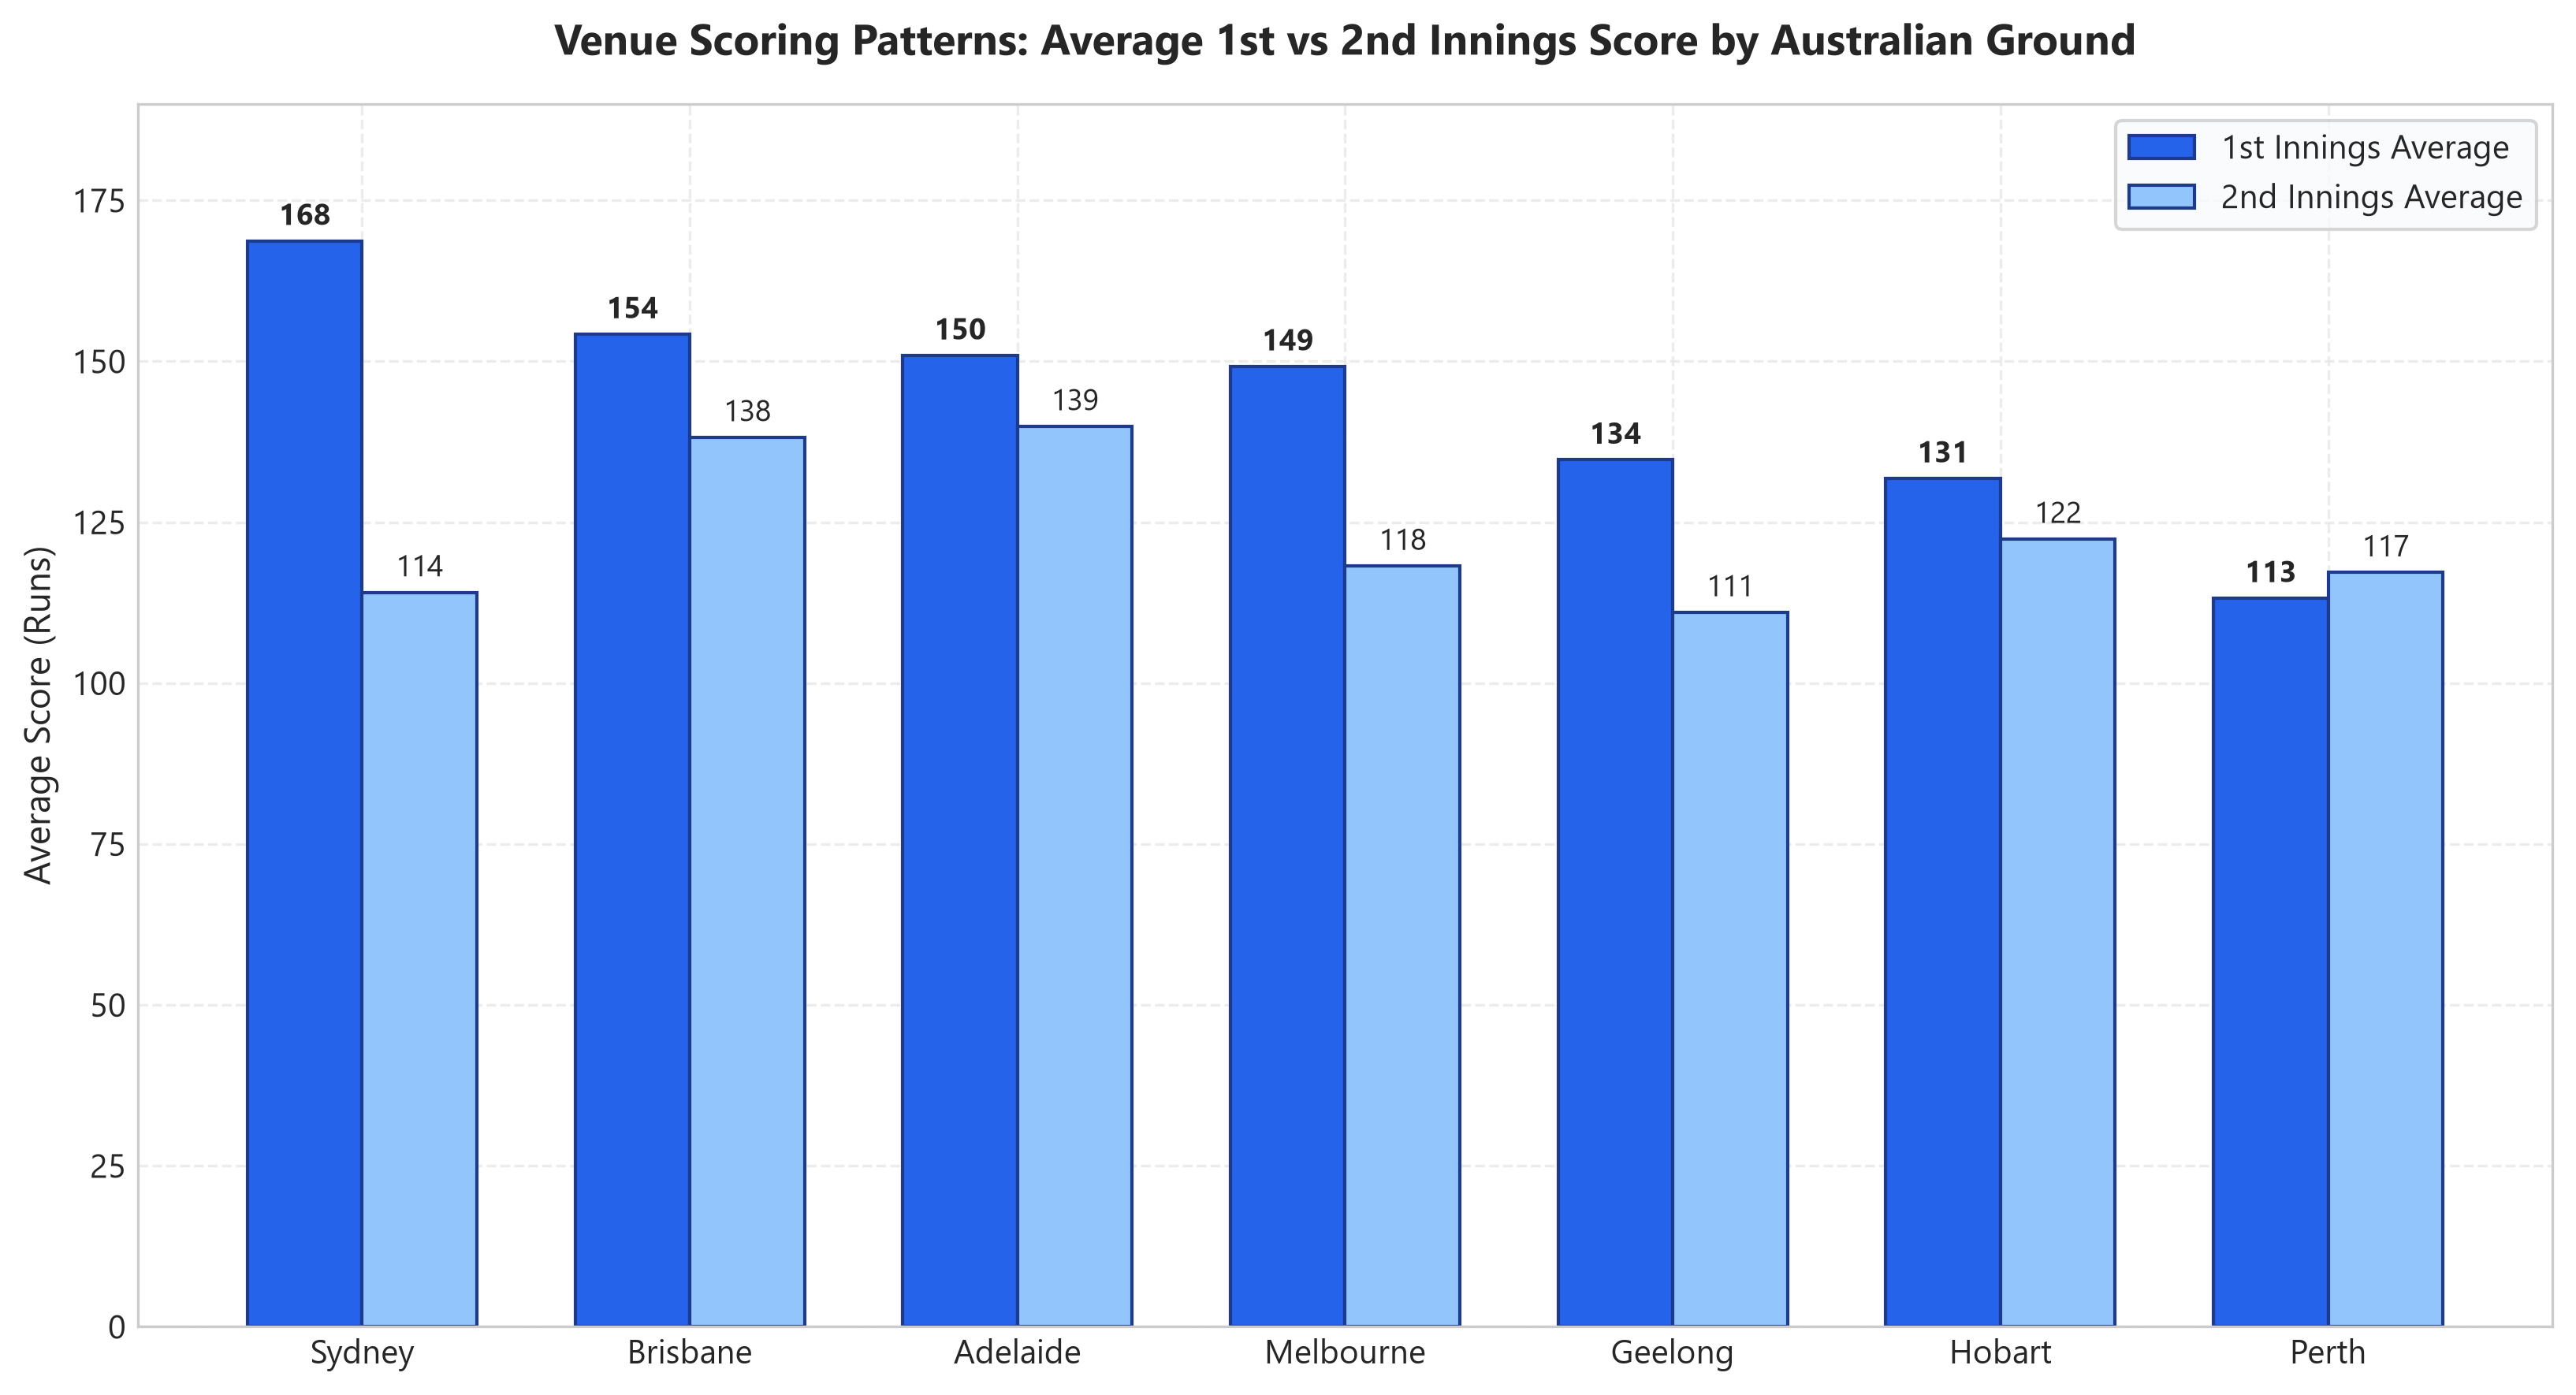 Venue Scoring Patterns: Average 1st vs 2nd Innings Score by Australian Ground
1st Innings Average
2nd Innings Average
Average Score (Runs)
175
150
125
100
75
50
25
0
168
114
154
138
150
139
149
118
134
111
131
122
113
117
Sydney
Brisbane
Adelaide
Melbourne
Geelong
Hobart
Perth